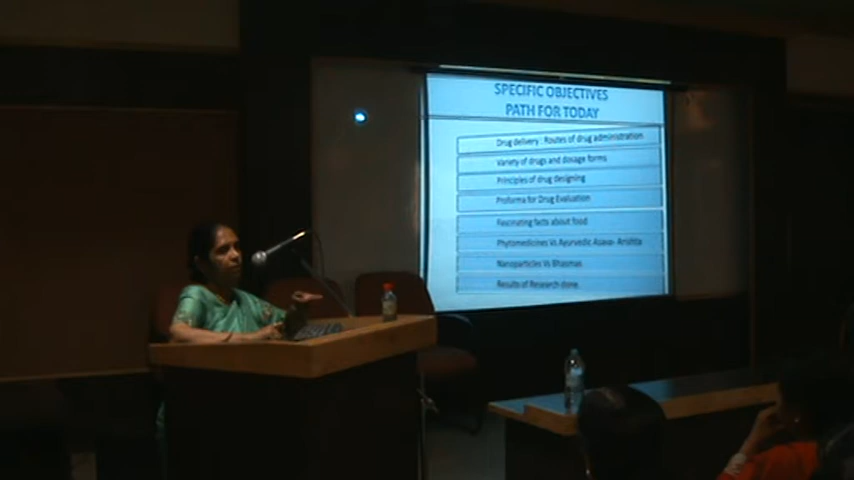 SPECIFIC OBJECTIVES
PATH FOR TODAY
Drug delivery : Routes of drug administration
Variety of drugs and dosage forms
Principles of drug designing
Proforma for Drug Evaluation
Fascinating facts about food
Phytomedicines Vs Ayurvedic Asava- Arishta
Nanoparticles Vs Bhasmas
Results of Research done